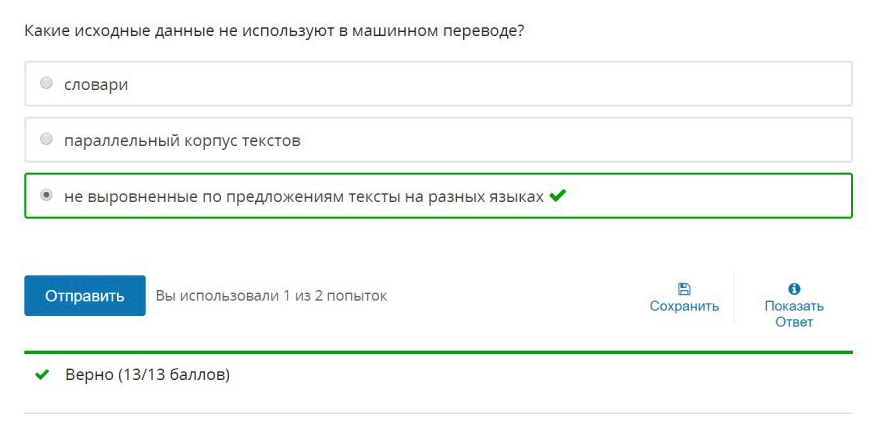 Какие исходные данные не используют в машинном переводе?
словари
параллельный корпус текстов
не выровненные по предложениям тексты на разных языках
Отправить
Вы использовали 1 из 2 попыток
Сохранить
Показать
Ответ
Верно (13/13 баллов)